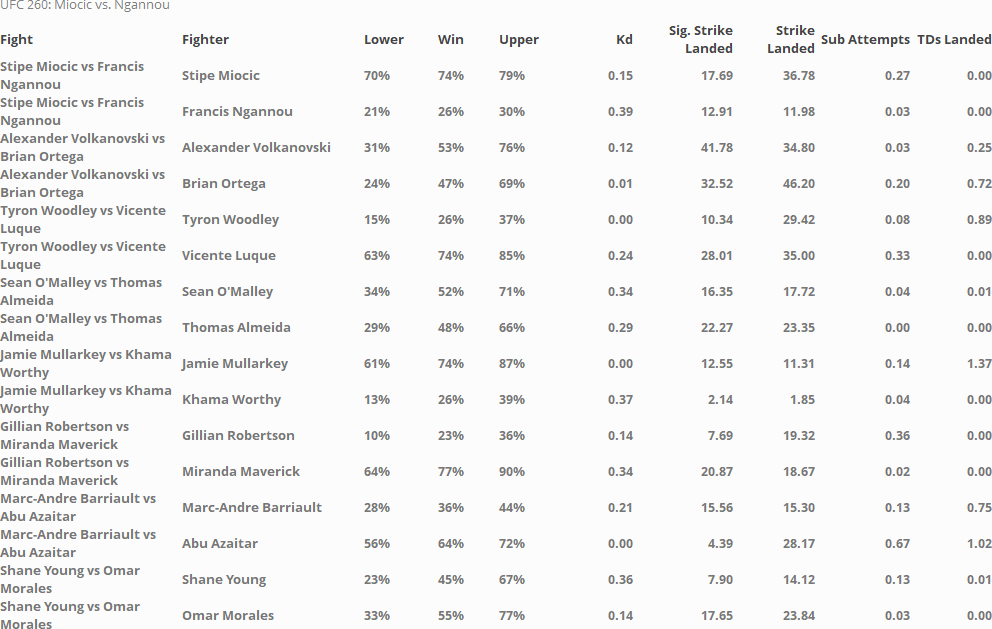 UFC 260: Miocic vs. Ngannou
Fight Fighter Lower Win Upper Kd Sig. Strike Landed Strike Landed Sub Attempts TDs Landed
Stipe Miocic vs Francis Ngannou Stipe Miocic 70% 74% 79% 0.15 17.69 36.78 0.27 0.00
Stipe Miocic vs Francis Ngannou Francis Ngannou 21% 26% 30% 0.39 12.91 11.98 0.03 0.00
Alexander Volkanovski vs Brian Ortega Alexander Volkanovski 31% 53% 76% 0.12 41.78 34.80 0.03 0.25
Alexander Volkanovski vs Brian Ortega Brian Ortega 24% 47% 69% 0.01 32.52 46.20 0.20 0.72
Tyron Woodley vs Vicente Luque Tyron Woodley 15% 26% 37% 0.00 10.34 29.42 0.08 0.89
Tyron Woodley vs Vicente Luque Vicente Luque 63% 74% 85% 0.24 28.01 35.00 0.33 0.00
Sean O'Malley vs Thomas Almeida Sean O'Malley 34% 52% 71% 0.34 16.35 17.72 0.04 0.01
Sean O'Malley vs Thomas Almeida Thomas Almeida 29% 48% 66% 0.29 22.27 23.35 0.00 0.00
Jamie Mullarkey vs Khama Worthy Jamie Mullarkey 61% 74% 87% 0.00 12.55 11.31 0.14 1.37
Jamie Mullarkey vs Khama Worthy Khama Worthy 13% 26% 39% 0.37 2.14 1.85 0.04 0.00
Gillian Robertson vs Miranda Maverick Gillian Robertson 10% 23% 36% 0.14 7.69 19.32 0.36 0.00
Gillian Robertson vs Miranda Maverick Miranda Maverick 64% 77% 90% 0.34 20.87 18.67 0.02 0.00
Marc-Andre Barriault vs Abu Azaitar Marc-Andre Barriault 28% 36% 44% 0.21 15.56 15.30 0.13 0.75
Marc-Andre Barriault vs Abu Azaitar Abu Azaitar 56% 64% 72% 0.00 4.39 28.17 0.67 1.02
Shane Young vs Omar Morales Shane Young 23% 45% 67% 0.36 7.90 14.12 0.13 0.01
Shane Young vs Omar Morales Omar Morales 33% 55% 77% 0.14 17.65 23.84 0.03 0.00